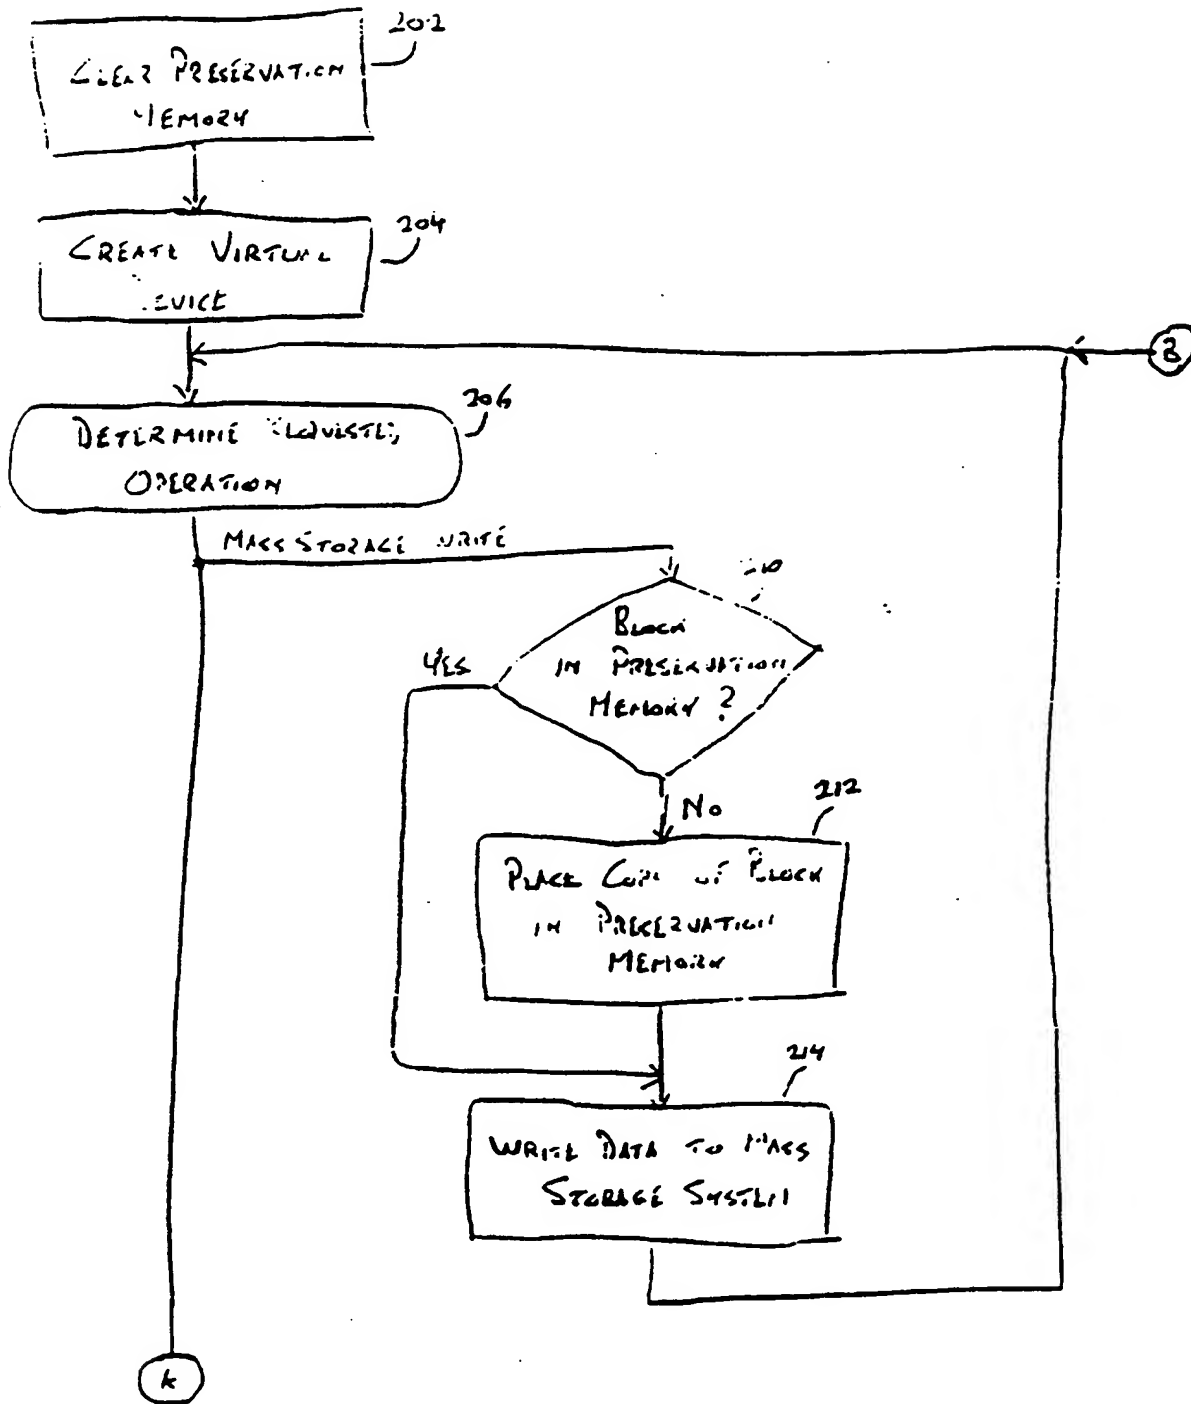 202
CLEAR PRESERVATION
MEMORY
204
CREATE VIRTUAL
DEVICE
B
206
DETERMINE REQUESTED
OPERATION
MASS STORAGE WRITE
210
BLOCK
IN PRESERVATION
MEMORY ?
YES
NO
212
PLACE COPY OF BLOCK
IN PRESERVATION
MEMORY
214
WRITE DATA TO MASS
STORAGE SYSTEM